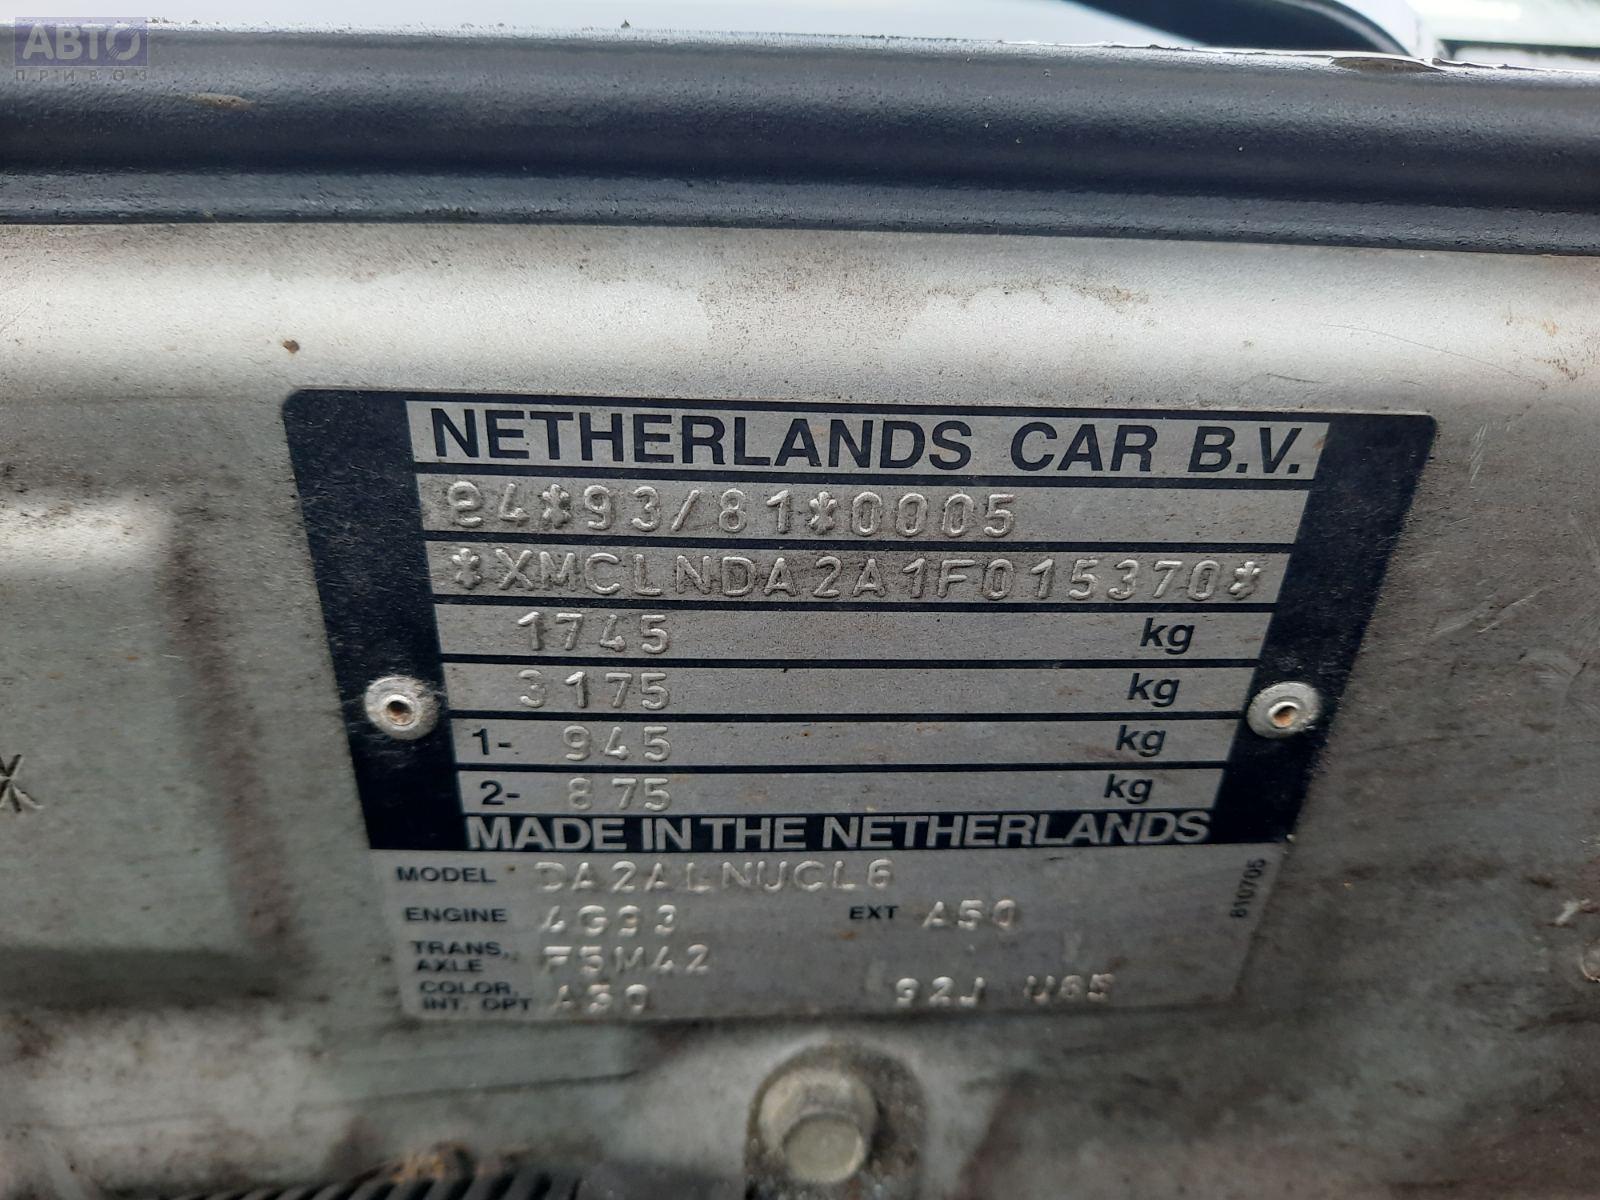 АВТО
ПРИВОЗ
NETHERLANDS CAR B.V.
e4*93/81*0005
*XMCLNDA2A1F015370*
1745 kg
3175 kg
1- 945 kg
2- 875 kg
MADE IN THE NETHERLANDS
MODEL DA2ALNUCL6
ENGINE 4G93 EXT A50
TRANS, AXLE F5M42
COLOR, INT. OPT A50 92J U65
810705